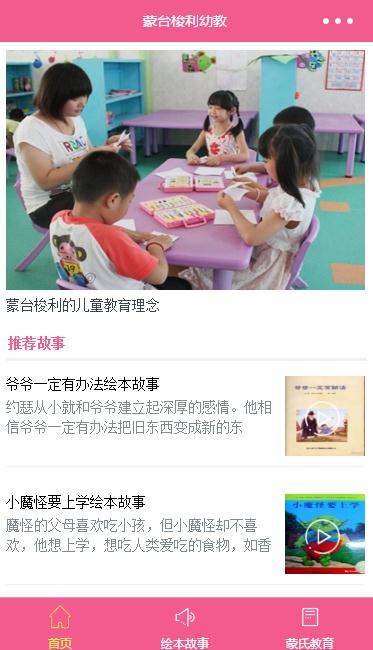 蒙台梭利幼教
蒙台梭利的儿童教育理念
推荐故事
爷爷一定有办法绘本故事
约瑟从小就和爷爷建立起深厚的感情。他相
信爷爷一定有办法把旧东西变成新的东
爷爷一定有办法
小魔怪要上学绘本故事
魔怪的父母喜欢吃小孩，但小魔怪却不喜
欢，他想上学，想吃人类爱吃的食物，如香
小魔怪要上学
首页
绘本故事
蒙氏教育